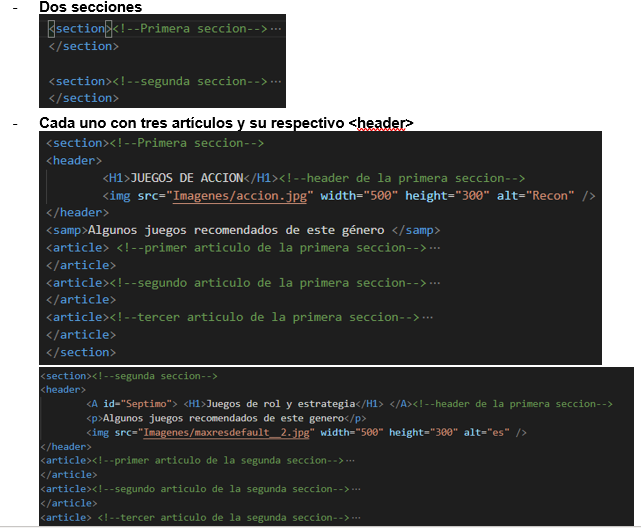 - Dos secciones
<section><!--Primera seccion-->…
</section>
<section><!--segunda seccion-->…
</section>
- Cada uno con tres artículos y su respectivo <header>
<section><!--Primera seccion-->
<header>
<H1>JUEGOS DE ACCION</H1><!--header de la primera seccion-->
<img src="Imagenes/accion.jpg" width="500" height="300" alt="Recon" />
</header>
<samp>Algunos juegos recomendados de este género </samp>
<article> <!--primer articulo de la primera seccion-->…
</article>
<article><!--segundo articulo de la primera seccion-->…
</article>
<article><!--tercer articulo de la primera seccion-->…
</article>
</section>
<section><!--segunda seccion-->
<header>
<A id="Septimo"> <H1>Juegos de rol y estrategia</H1> </A><!--header de la primera seccion-->
<p>Algunos juegos recomendados de este genero</p>
<img src="Imagenes/maxresdefault__2.jpg" width="500" height="300" alt="es" />
</header>
<article><!--primer articulo de la segunda seccion-->…
</article>
<article><!--segundo articulo de la segunda seccion-->…
</article>
<article> <!--tercer articulo de la segunda seccion-->…